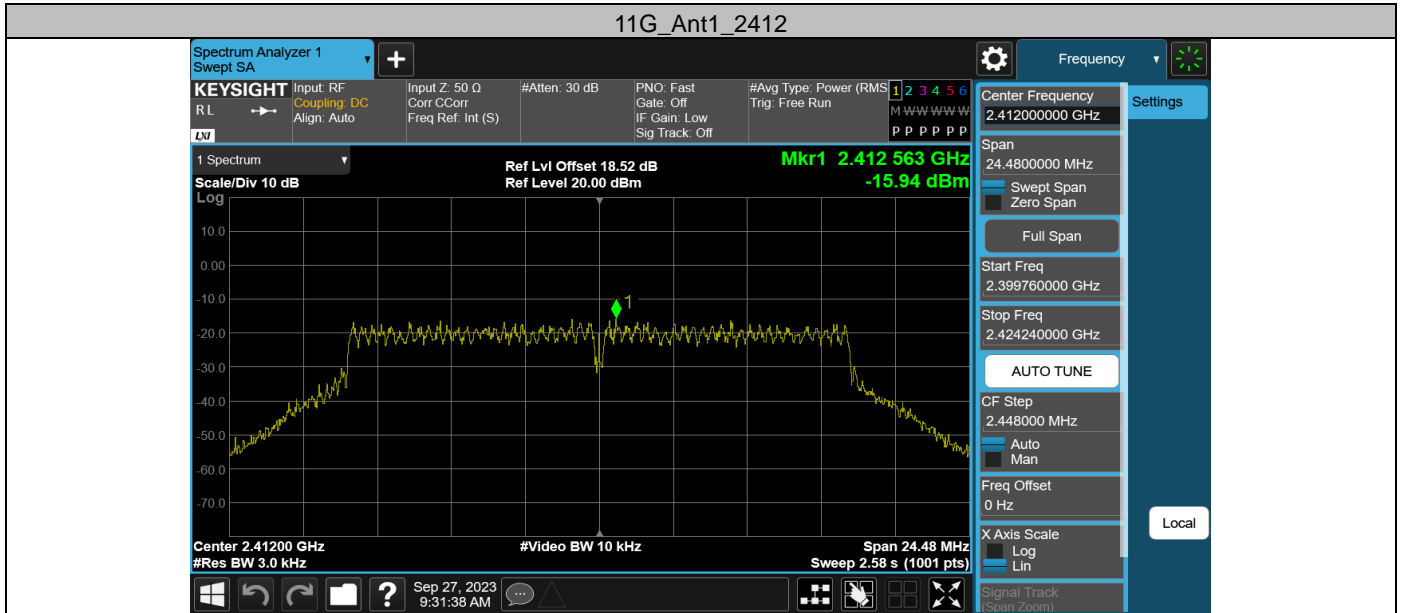 11G_Ant1_2412
Spectrum Analyzer 1
Swept SA
Frequency
KEYSIGHT
RL
LXI
Input: RF
Coupling: DC
Align: Auto
Input Z: 50 Ω
Corr CCorr
Freq Ref: Int (S)
#Atten: 30 dB
PNO: Fast
Gate: Off
IF Gain: Low
Sig Track: Off
#Avg Type: Power (RMS
Trig: Free Run
1 2 3 4 5 6
M W W W W W
P P P P P P
1 Spectrum
Scale/Div 10 dB
Ref Lvl Offset 18.52 dB
Ref Level 20.00 dBm
Mkr1 2.412 563 GHz
-15.94 dBm
Log
10.0
0.00
-10.0
-20.0
-30.0
-40.0
-50.0
-60.0
-70.0
1
Center 2.41200 GHz
#Res BW 3.0 kHz
#Video BW 10 kHz
Span 24.48 MHz
Sweep 2.58 s (1001 pts)
Center Frequency
2.412000000 GHz
Span
24.4800000 MHz
Swept Span
Zero Span
Full Span
Start Freq
2.399760000 GHz
Stop Freq
2.424240000 GHz
AUTO TUNE
CF Step
2.448000 MHz
Auto
Man
Freq Offset
0 Hz
X Axis Scale
Log
Lin
Signal Track
(Span Zoom)
Settings
Local
?
Sep 27, 2023
9:31:38 AM